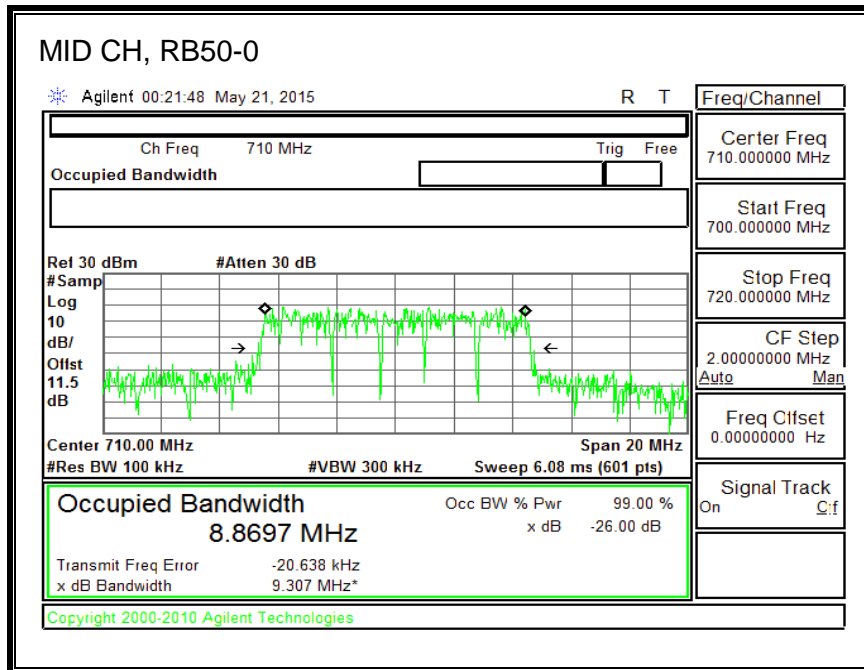 MID CH, RB50-0
Agilent 00:21:48 May 21, 2015 R T
Freq/Channel
Ch Freq 710 MHz Trig Free
Occupied Bandwidth
Center Freq
710.000000 MHz
Start Freq
700.000000 MHz
Stop Freq
720.000000 MHz
CF Step
2.00000000 MHz
Auto Man
Freq Offset
0.00000000 Hz
Signal Track
On Off
Ref 30 dBm #Atten 30 dB
#Samp
Log
10
dB/
Offst
11.5
dB
Center 710.00 MHz Span 20 MHz
#Res BW 100 kHz #VBW 300 kHz Sweep 6.08 ms (601 pts)
Occupied Bandwidth Occ BW % Pwr 99.00 %
8.8697 MHz x dB -26.00 dB
Transmit Freq Error -20.638 kHz
x dB Bandwidth 9.307 MHz*
Copyright 2000-2010 Agilent Technologies